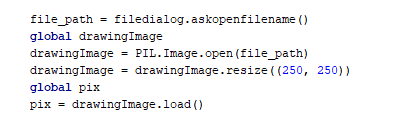 file_path = filedialog.askopenfilename()
global drawingImage
drawingImage = PIL.Image.open(file_path)
drawingImage = drawingImage.resize((250, 250))
global pix
pix = drawingImage.load()